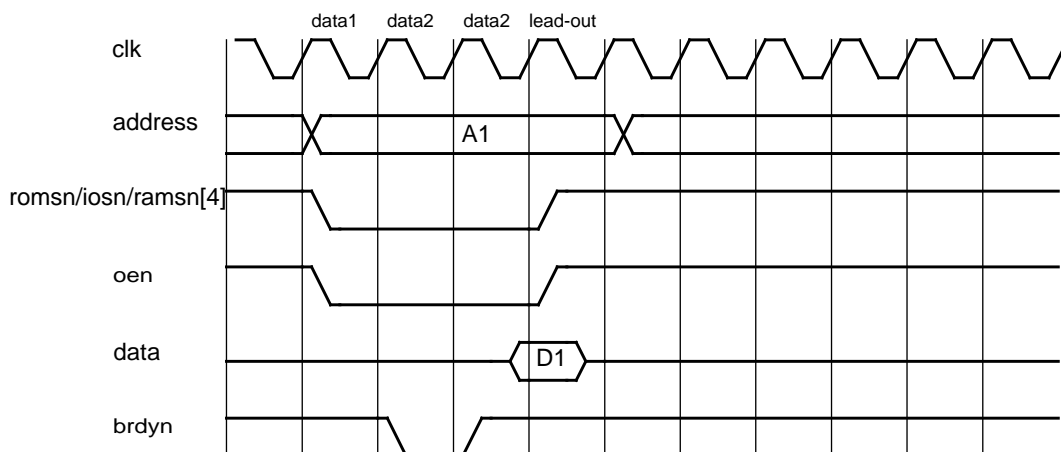 data1 data2 data2 lead-out
clk
address
A1
romsn/iosn/ramsn[4]
oen
data
D1
brdyn